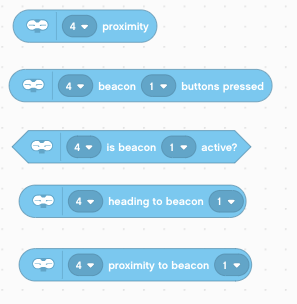 4 proximity
4 beacon 1 buttons pressed
4 is beacon 1 active?
4 heading to beacon 1
4 proximity to beacon 1